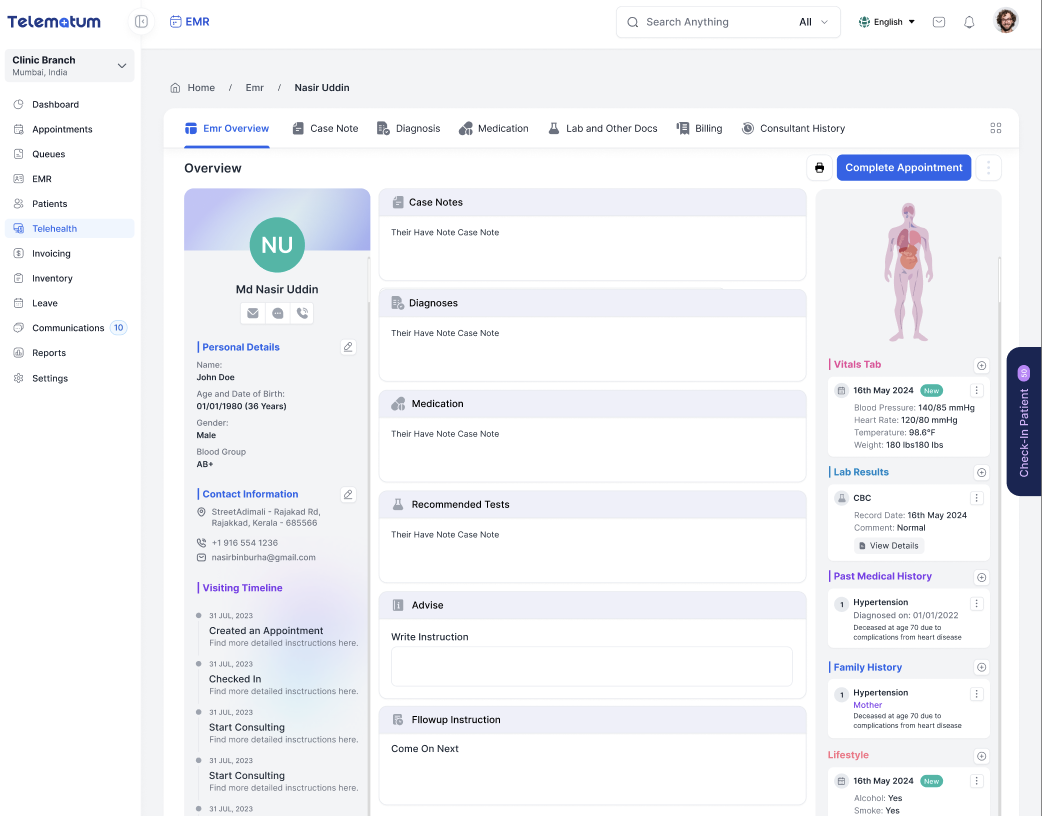 Telematum
EMR
Search Anything
All
English
Clinic Branch
Mumbai, India
Dashboard
Appointments
Queues
EMR
Patients
Telehealth
Invoicing
Inventory
Leave
Communications 10
Reports
Settings
Home / Emr / Nasir Uddin
Emr Overview
Case Note
Diagnosis
Medication
Lab and Other Docs
Billing
Consultant History
Overview
Complete Appointment
NU
Md Nasir Uddin
Personal Details
Name:
John Doe
Age and Date of Birth:
01/01/1980 (36 Years)
Gender:
Male
Blood Group
AB+
Contact Information
StreetAdimali - Rajakad Rd,
Rajakkad, Kerala - 685566
+1 916 554 1236
nasirbinburha@gmail.com
Visiting Timeline
31 JUL, 2023
Created an Appointment
Find more detailed insctructions here.
31 JUL, 2023
Checked In
Find more detailed insctructions here.
31 JUL, 2023
Start Consulting
Find more detailed insctructions here.
31 JUL, 2023
Start Consulting
Find more detailed insctructions here.
31 JUL, 2023
Case Notes
Their Have Note Case Note
Diagnoses
Their Have Note Case Note
Medication
Their Have Note Case Note
Recommended Tests
Their Have Note Case Note
Advise
Write Instruction
Fllowup Instruction
Come On Next
Vitals Tab
16th May 2024 New
Blood Pressure: 140/85 mmHg
Heart Rate: 120/80 mmHg
Temperature: 98.6°F
Weight: 180 lbs180 lbs
Lab Results
CBC
Record Date: 16th May 2024
Comment: Normal
View Details
Past Medical History
1 Hypertension
Diagnosed on: 01/01/2022
Deceased at age 70 due to
complications from heart disease
Family History
1 Hypertension
Mother
Deceased at age 70 due to
complications from heart disease
Lifestyle
16th May 2024 New
Alcohol: Yes
Smoke: Yes
Check-In Patient 50